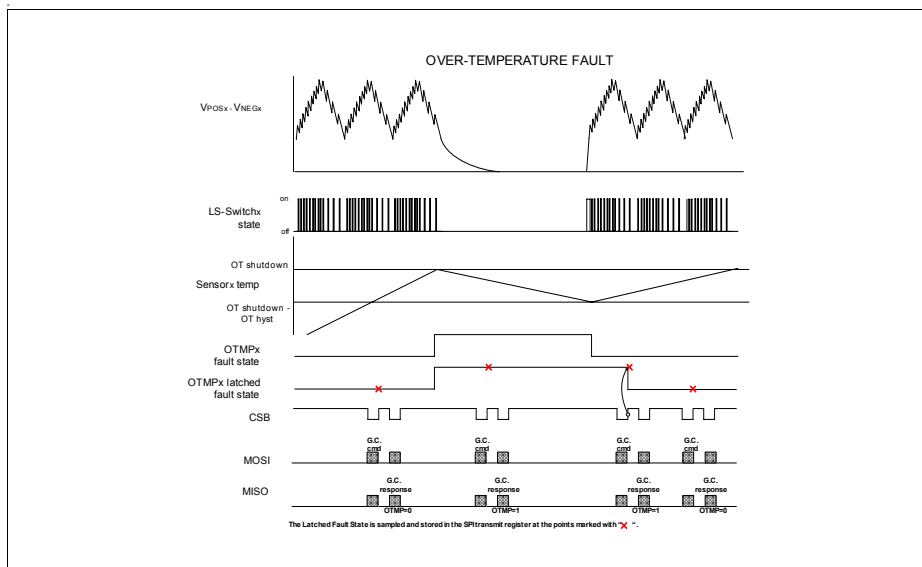 OVER-TEMPERATURE FAULT
VPOSx - VNEGx
on
LS-Switchx
state
off
OT shutdown
Sensorx temp
OT shutdown -
OT hyst
OTMPx
fault state
OTMPx latched
fault state
CSB
G.C.
cmd
G.C.
cmd
G.C.
cmd
G.C.
cmd
MOSI
G.C.
response
G.C.
response
G.C.
response
G.C.
response
MISO
OTMP=0
OTMP=1
OTMP=1
OTMP=0
The Latched Fault State is sampled and stored in the SPI transmit register at the points marked with "X ".